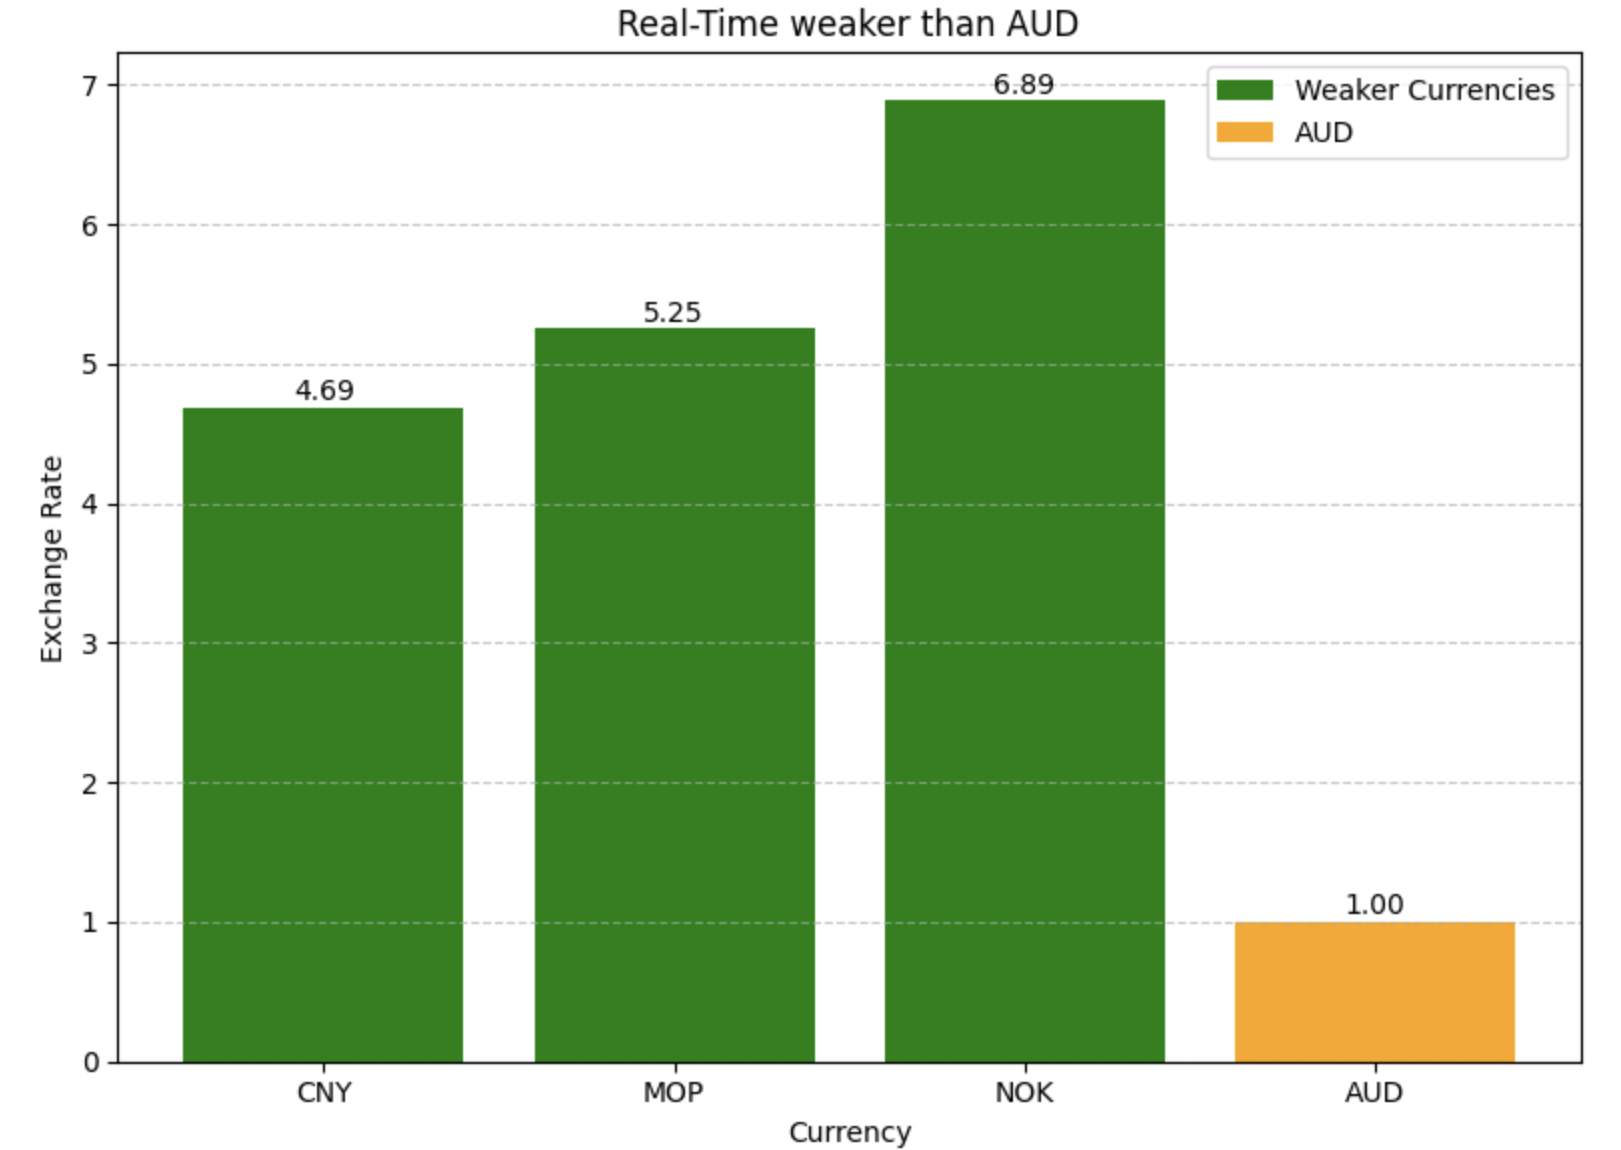 Real-Time weaker than AUD
Weaker Currencies
AUD
Exchange Rate
7
6
5
4
3
2
1
0
4.69
5.25
6.89
1.00
CNY
MOP
NOK
AUD
Currency